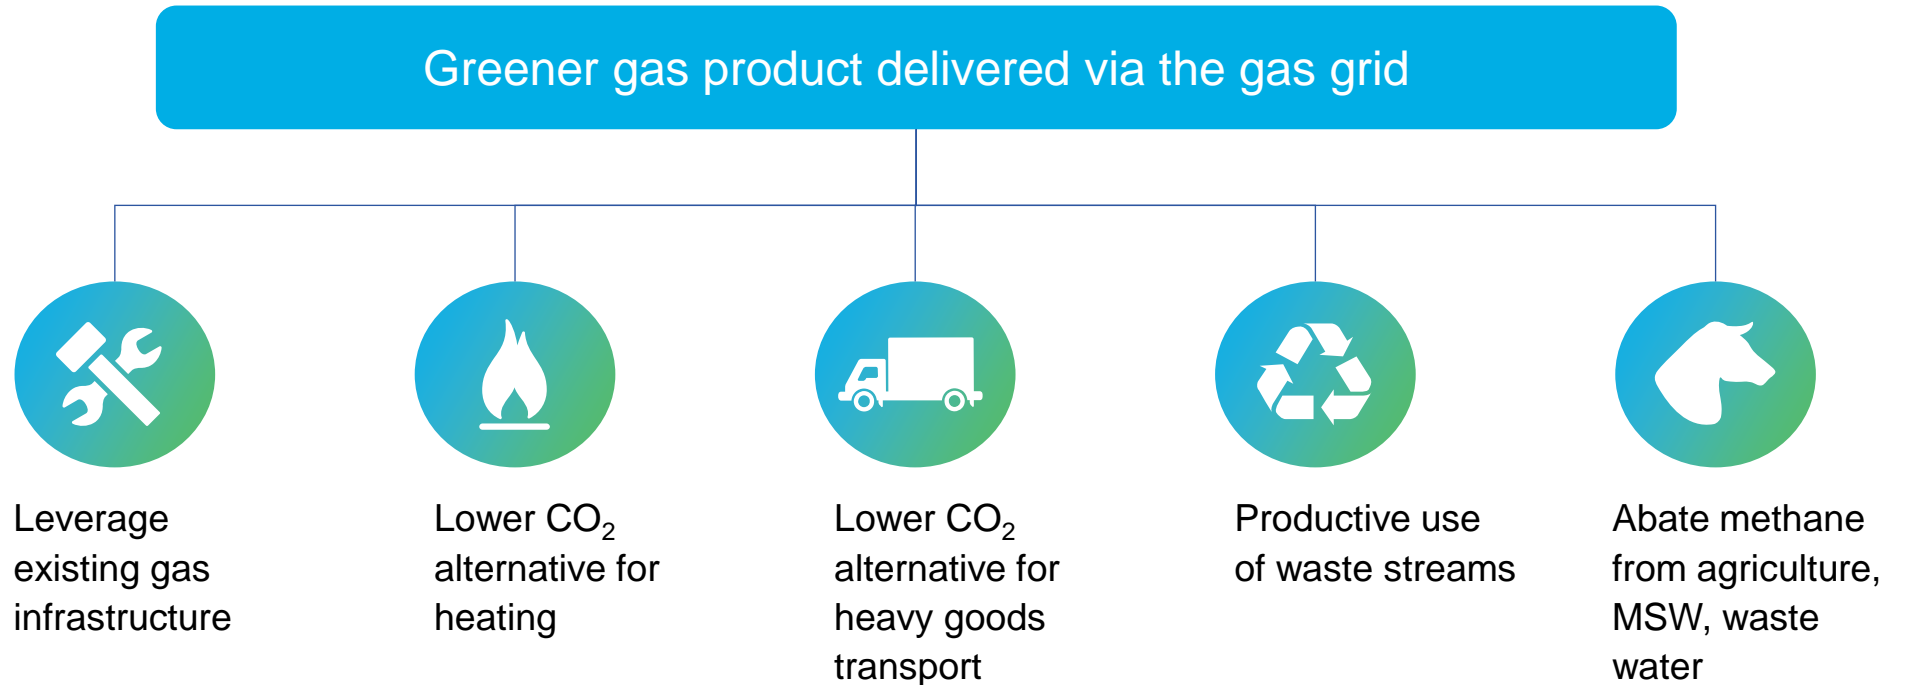 Greener gas product delivered via the gas grid
Leverage
existing gas
infrastructure
Lower CO₂
alternative for
heating
Lower CO₂
alternative for
heavy goods
transport
Productive use
of waste streams
Abate methane
from agriculture,
MSW, waste
water